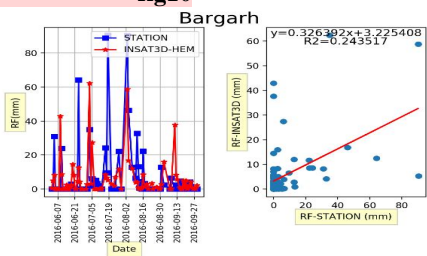 Bargarh
STATION
INSAT3D-HEM
RF(mm)
80
60
40
20
0
2016-06-07
2016-06-21
2016-07-05
2016-07-19
2016-08-02
2016-08-16
2016-08-30
2016-09-13
2016-09-27
Date
y=0.326392x+3.225408
R2=0.243517
RF-INSAT3D (mm)
60
50
40
30
20
10
0
0 20 40 60 80
RF-STATION (mm)